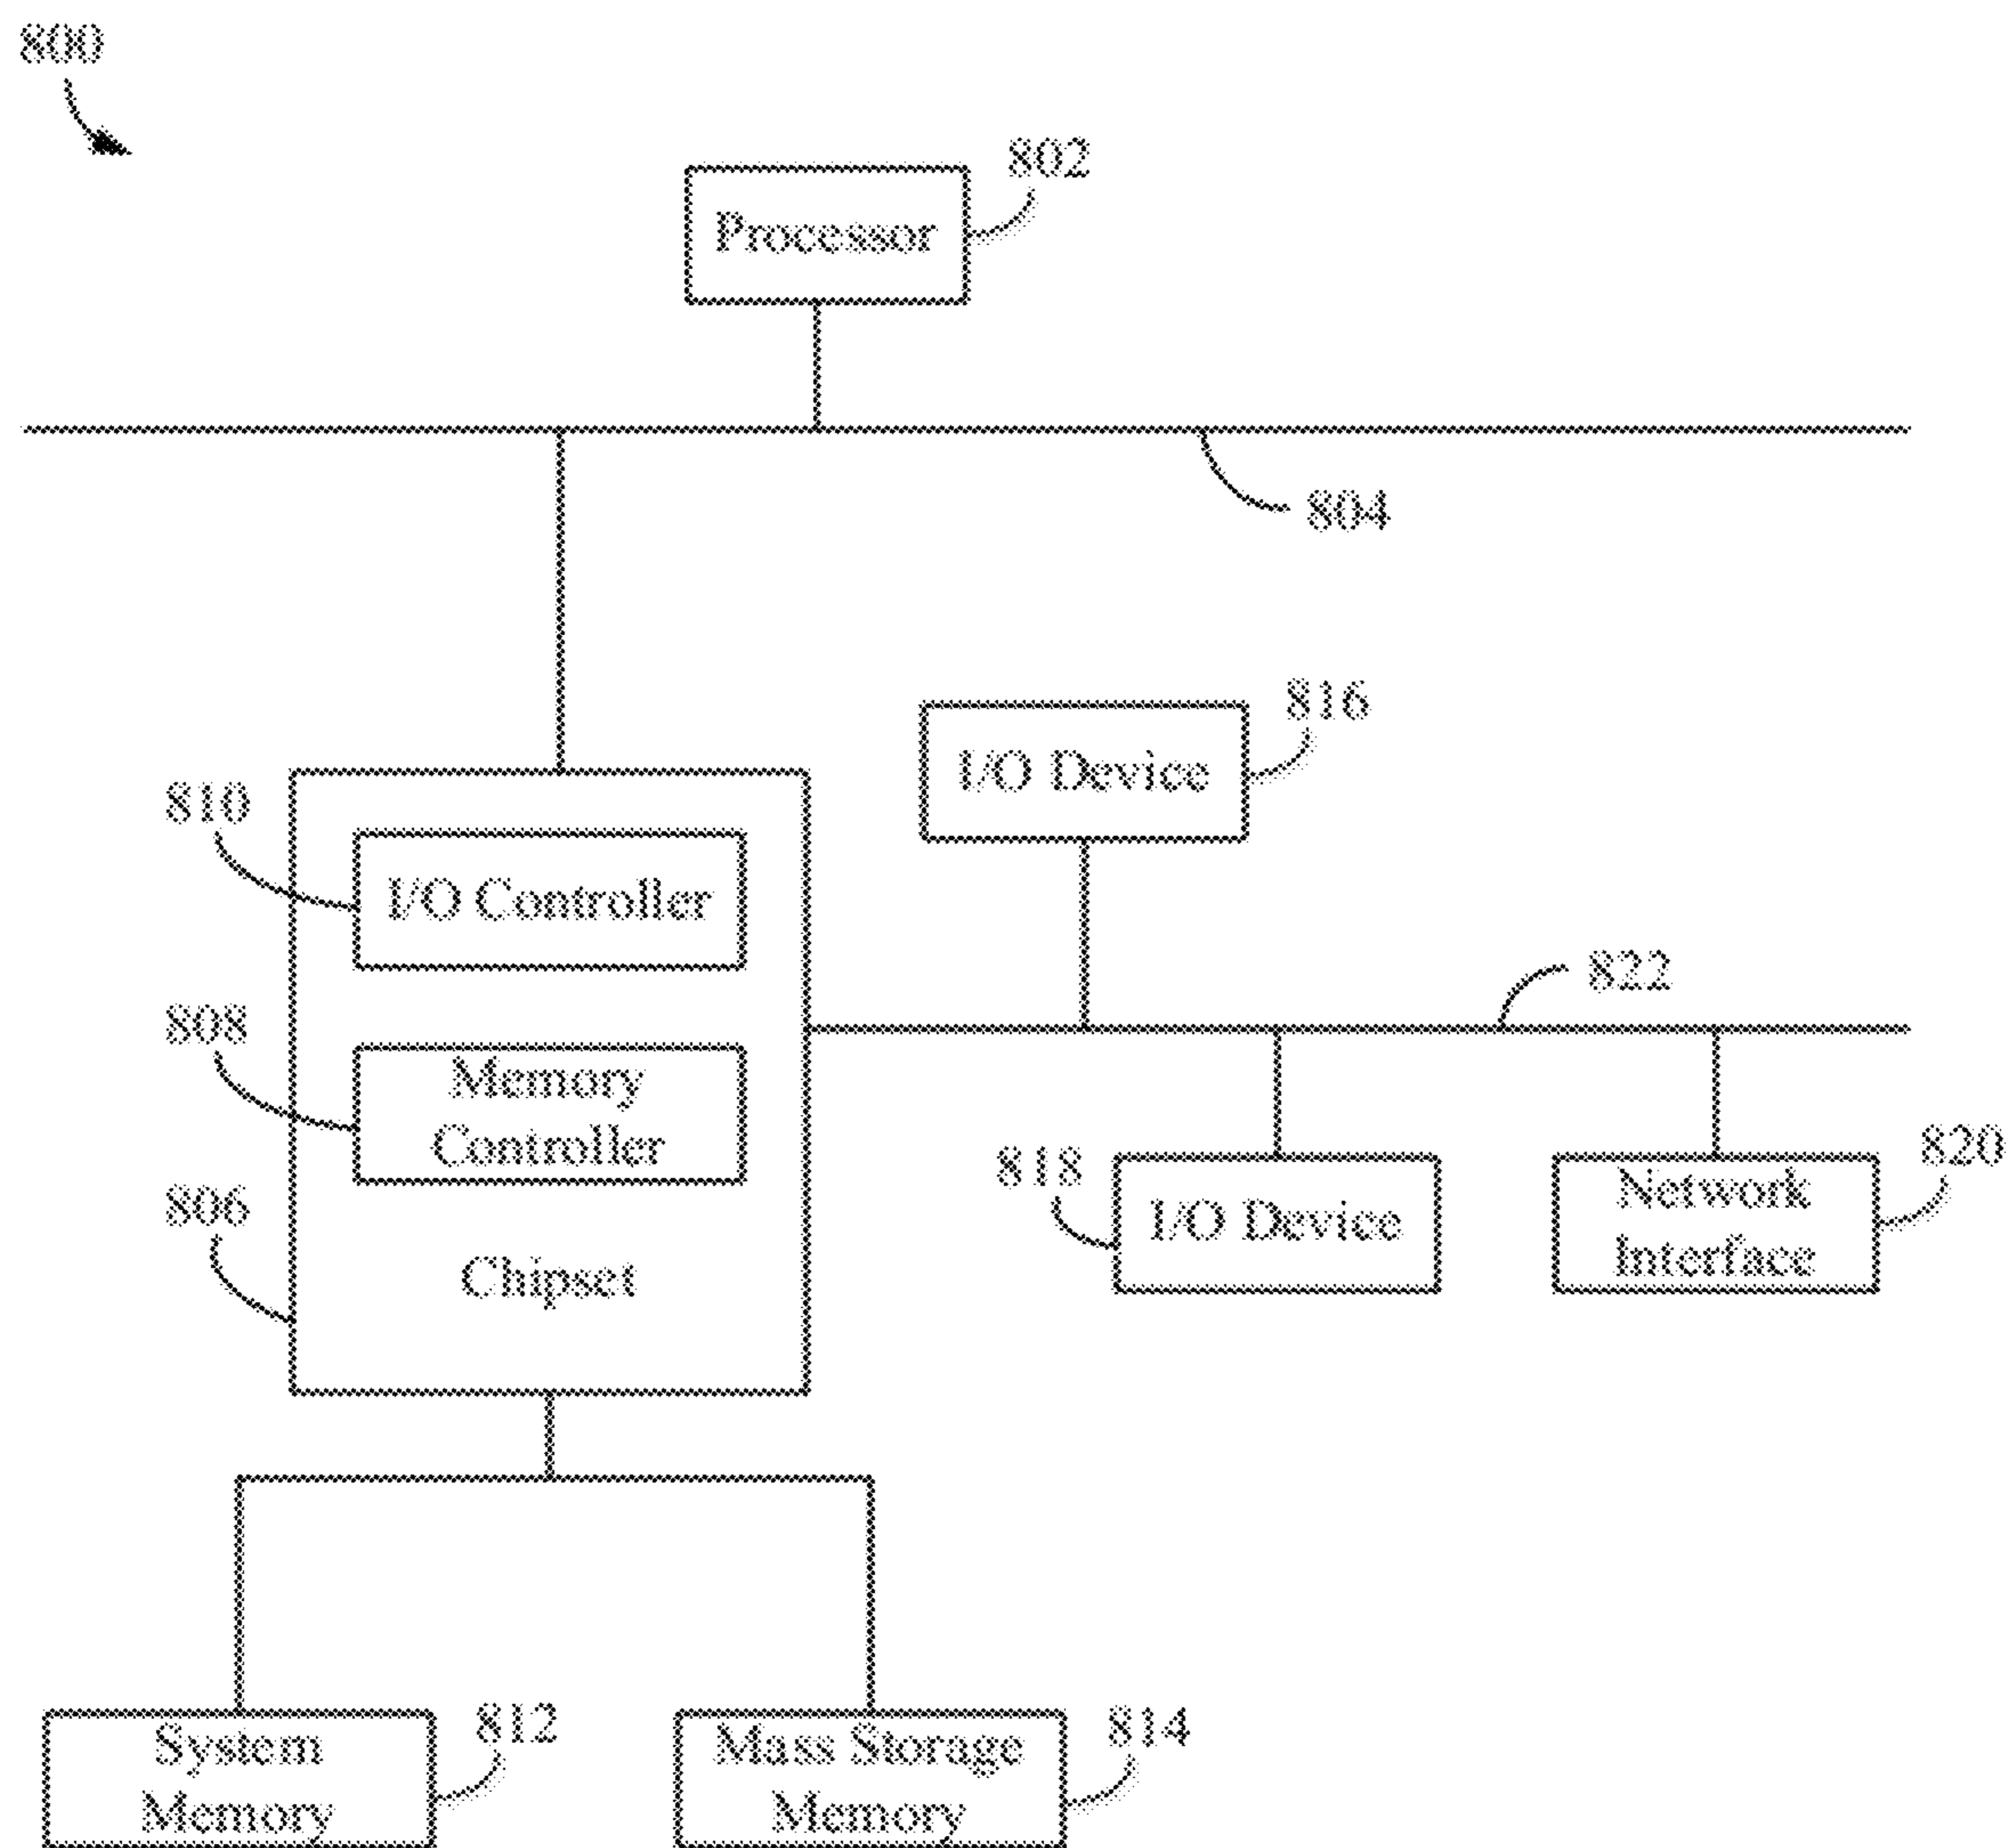 800
802
Processor
804
816
I/O Device
810
I/O Controller
822
808
Memory
Controller
820
818
I/O Device
Network
Interface
806
Chipset
812
System
Memory
814
Mass Storage
Memory